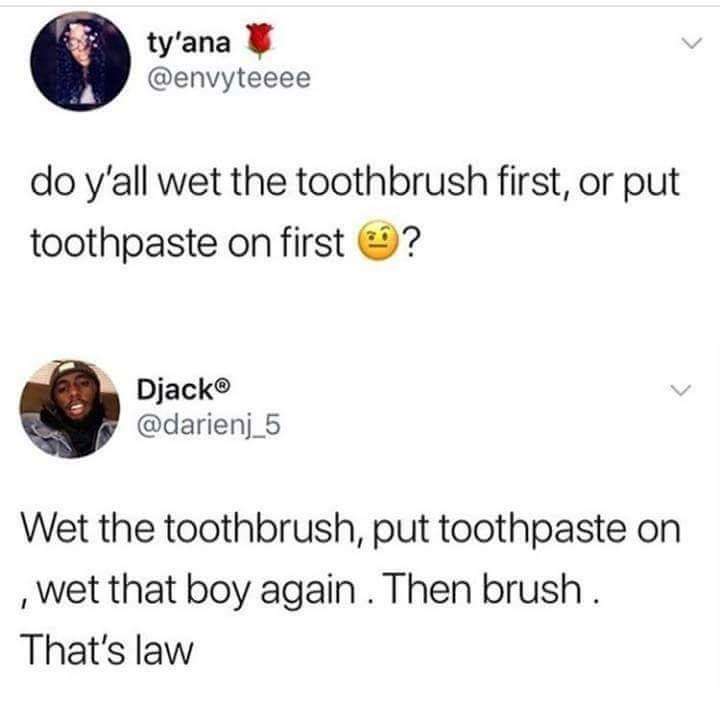 ty'ana 🌹
@envyteeee
do y'all wet the toothbrush first, or put
toothpaste on first 🤨?
Djack®
@darienj_5
Wet the toothbrush, put toothpaste on
, wet that boy again . Then brush .
That's law